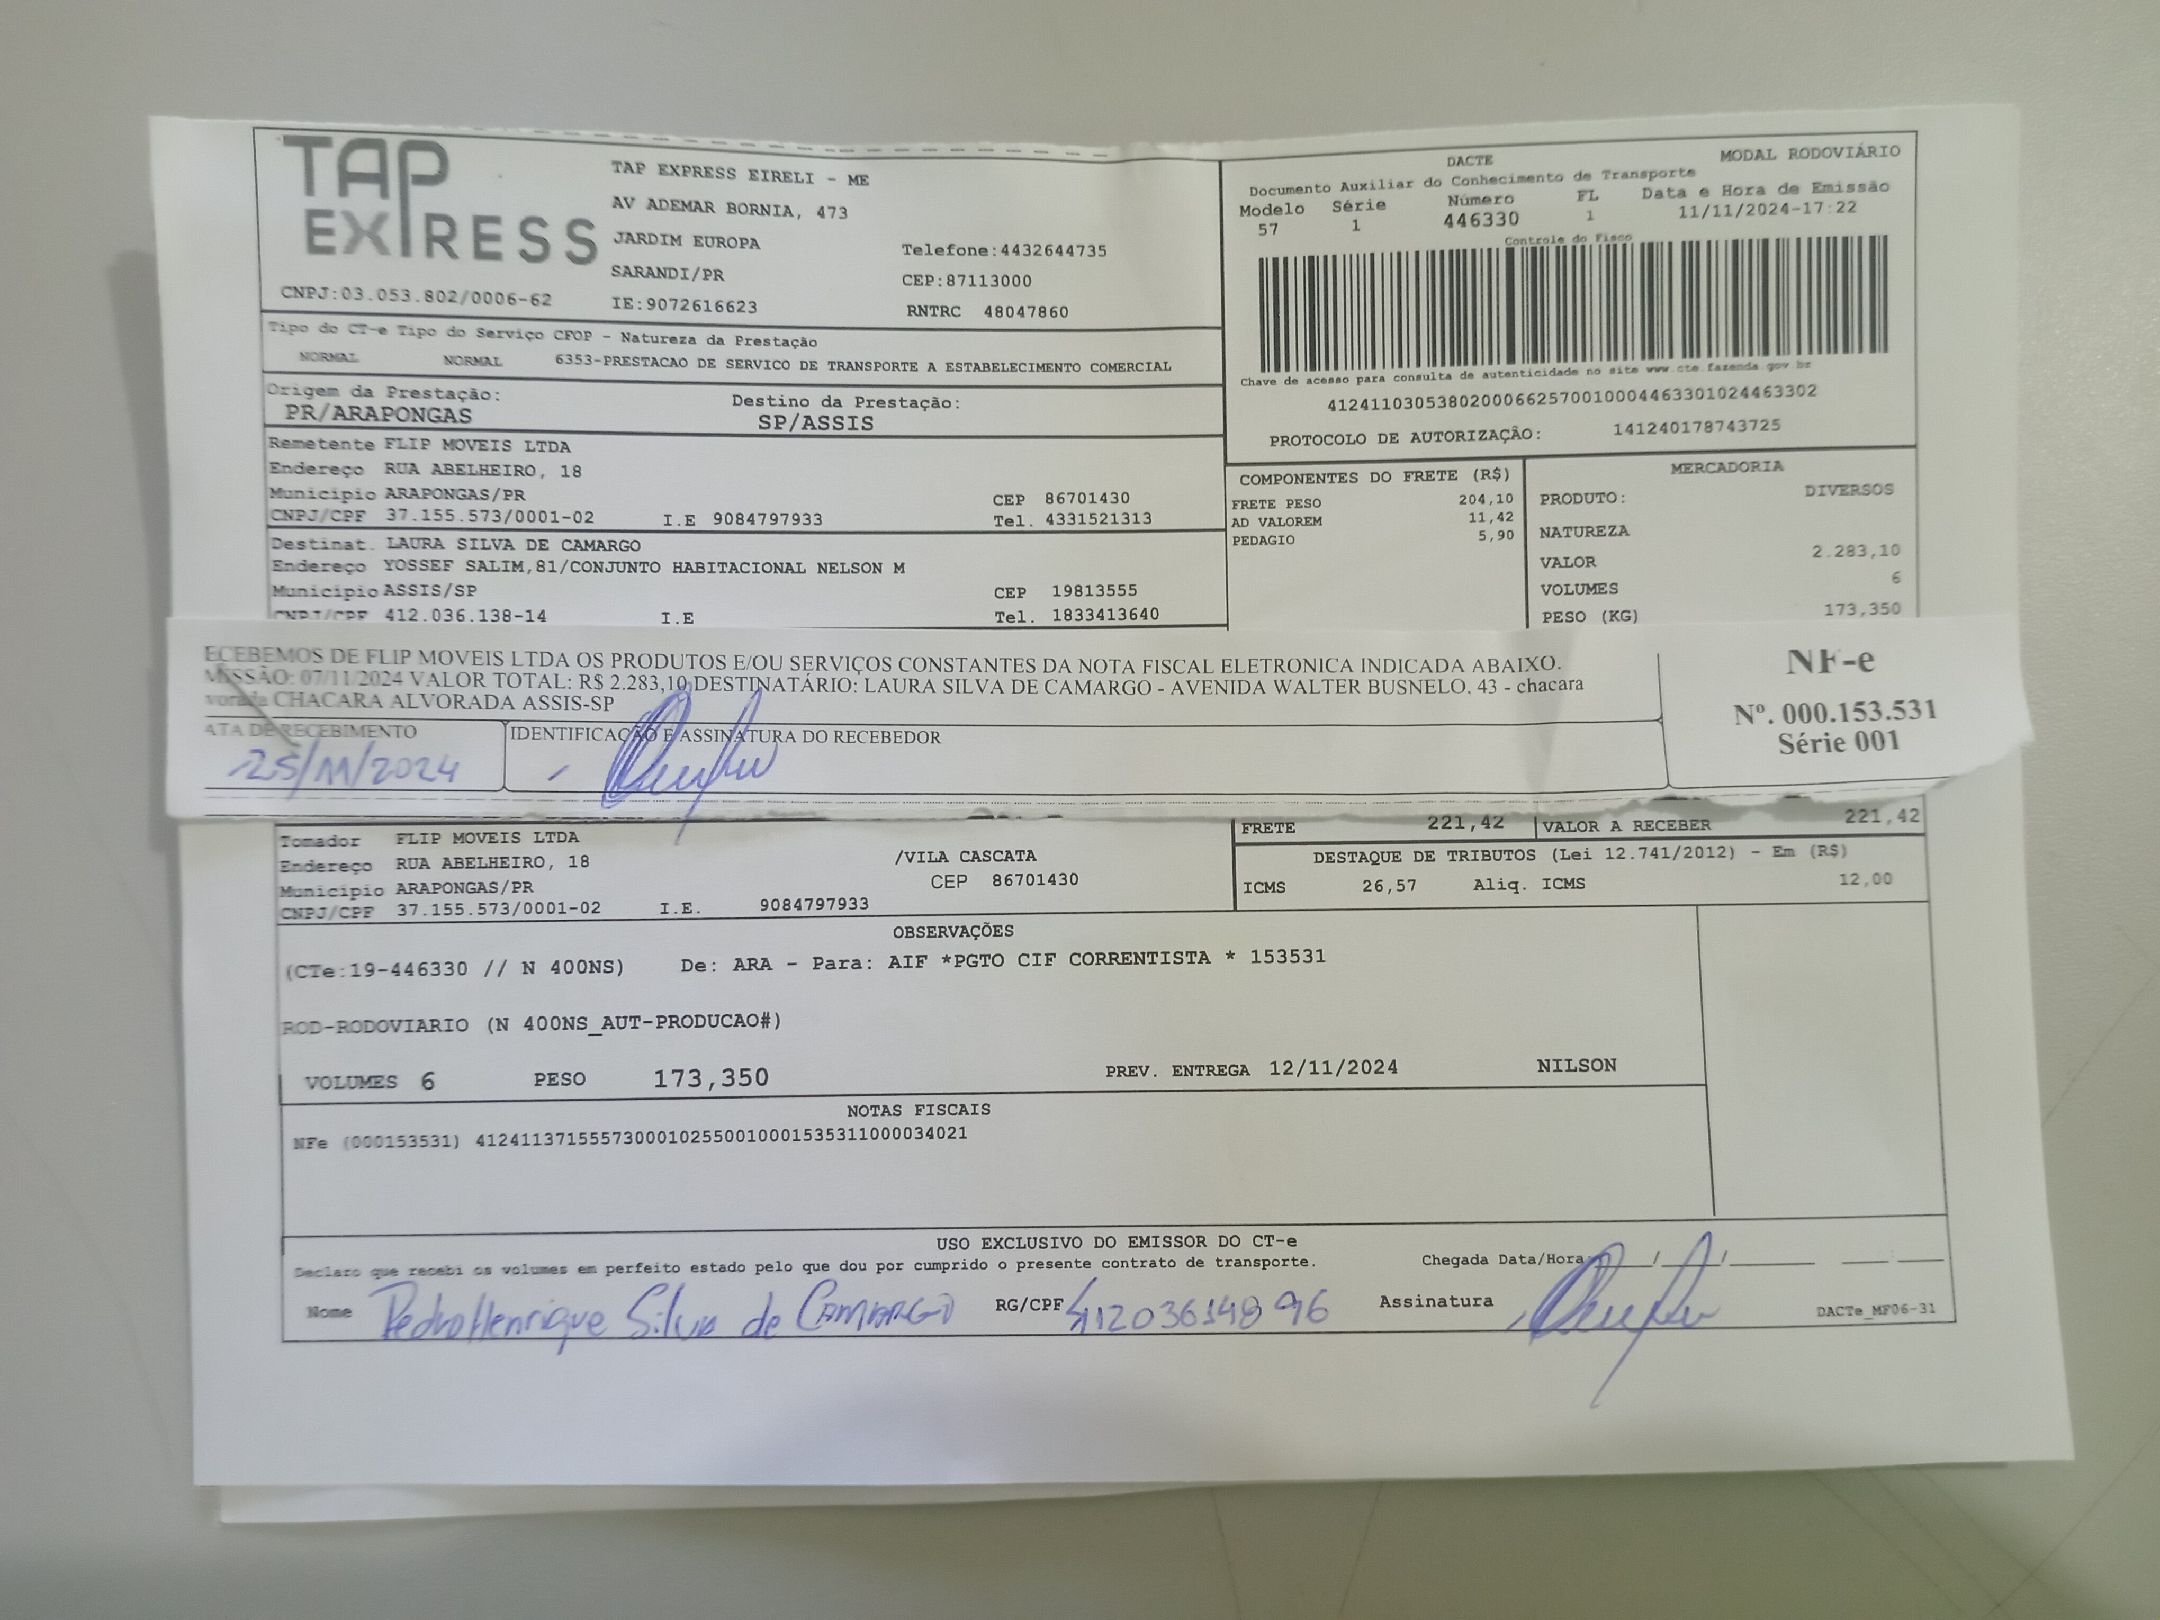 TAP EXPRESS
TAP EXPRESS EIRELI - ME
AV ADEMAR BORNIA, 473
JARDIM EUROPA Telefone:4432644735
SARANDI/PR CEP:87113000
CNPJ:03.053.802/0006-62 IE:9072616623 RNTRC 48047860
DACTE MODAL RODOVIÁRIO
Documento Auxiliar do Conhecimento de Transporte
Modelo Série Número FL Data e Hora de Emissão
57 1 446330 1 11/11/2024-17:22
Controle do Fisco
Chave de acesso para consulta de autenticidade no site www.cte.fazenda.gov.br
41241103053802000662570010004463301024463302
PROTOCOLO DE AUTORIZAÇÃO: 141240178743725
Tipo do CT-e Tipo do Serviço CFOP - Natureza da Prestação
NORMAL NORMAL 6353-PRESTACAO DE SERVICO DE TRANSPORTE A ESTABELECIMENTO COMERCIAL
Origem da Prestação: Destino da Prestação:
PR/ARAPONGAS SP/ASSIS
Remetente FLIP MOVEIS LTDA
Endereço RUA ABELHEIRO, 18
Município ARAPONGAS/PR CEP 86701430
CNPJ/CPF 37.155.573/0001-02 I.E 9084797933 Tel. 4331521313
Destinat. LAURA SILVA DE CAMARGO
Endereço YOSSEF SALIM,81/CONJUNTO HABITACIONAL NELSON M
Município ASSIS/SP CEP 19813555
CNPJ/CPF 412.036.138-14 I.E Tel. 1833413640
COMPONENTES DO FRETE (R$)
FRETE PESO 204,10
AD VALOREM 11,42
PEDAGIO 5,90
MERCADORIA
PRODUTO: DIVERSOS
NATUREZA
VALOR 2.283,10
VOLUMES 6
PESO (KG) 173,350
ECEBEMOS DE FLIP MOVEIS LTDA OS PRODUTOS E/OU SERVIÇOS CONSTANTES DA NOTA FISCAL ELETRONICA INDICADA ABAIXO.
MISSÃO: 07/11/2024 VALOR TOTAL: R$ 2.283,10 DESTINATÁRIO: LAURA SILVA DE CAMARGO - AVENIDA WALTER BUSNELO, 43 - chacara
vorada CHACARA ALVORADA ASSIS-SP
ATA DE RECEBIMENTO IDENTIFICAÇÃO E ASSINATURA DO RECEBEDOR
25/11/2024
NF-e
Nº. 000.153.531
Série 001
Tomador FLIP MOVEIS LTDA
Endereço RUA ABELHEIRO, 18 /VILA CASCATA
Município ARAPONGAS/PR CEP 86701430
CNPJ/CPF 37.155.573/0001-02 I.E. 9084797933
FRETE 221,42 VALOR A RECEBER 221,42
DESTAQUE DE TRIBUTOS (Lei 12.741/2012) - Em (R$)
ICMS 26,57 Aliq. ICMS 12,00
OBSERVAÇÕES
(CTe:19-446330 // N 400NS) De: ARA - Para: AIF *PGTO CIF CORRENTISTA * 153531
ROD-RODOVIARIO (N 400NS_AUT-PRODUCAO#)
VOLUMES 6 PESO 173,350 PREV. ENTREGA 12/11/2024 NILSON
NOTAS FISCAIS
NFe (000153531) 41241137155573000102550010001535311000034021
USO EXCLUSIVO DO EMISSOR DO CT-e
Declaro que recebi os volumes em perfeito estado pelo que dou por cumprido o presente contrato de transporte. Chegada Data/Hora:
Nome Pedro Henrique Silva de CAMARGO RG/CPF 41203614896 Assinatura
DACTe_MF06-31